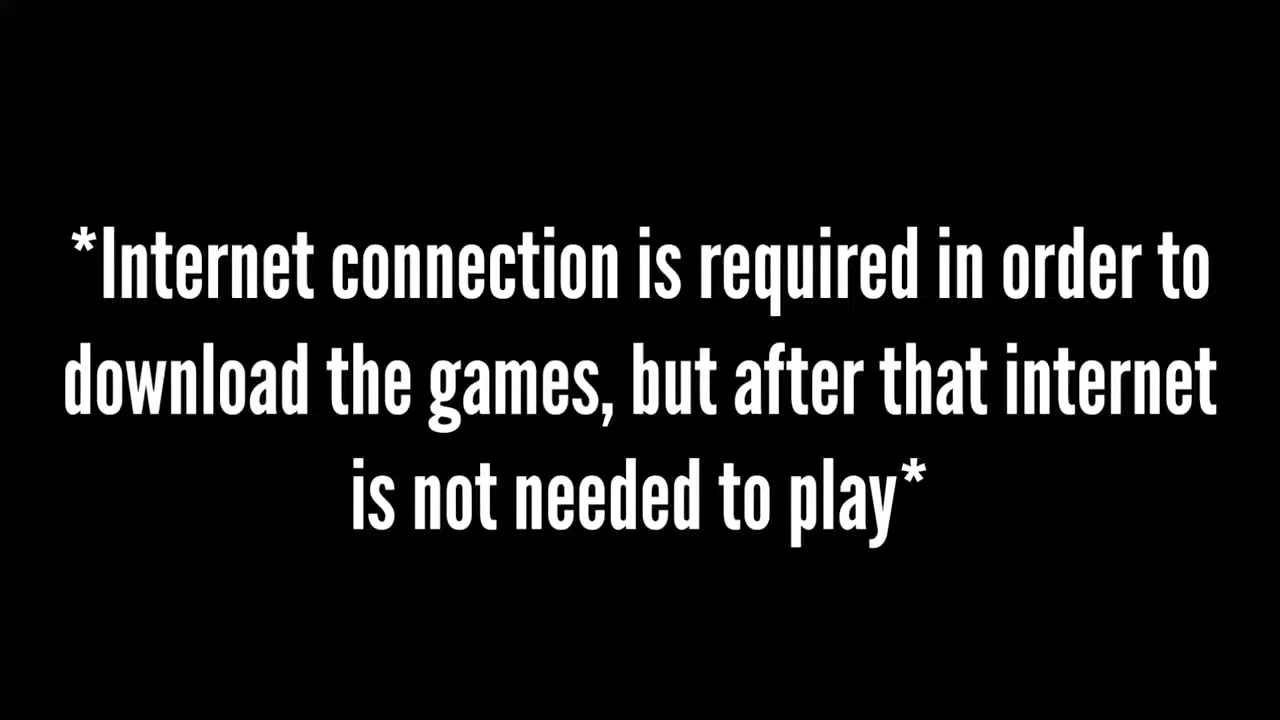 *Internet connection is required in order to
download the games, but after that internet
is not needed to play*